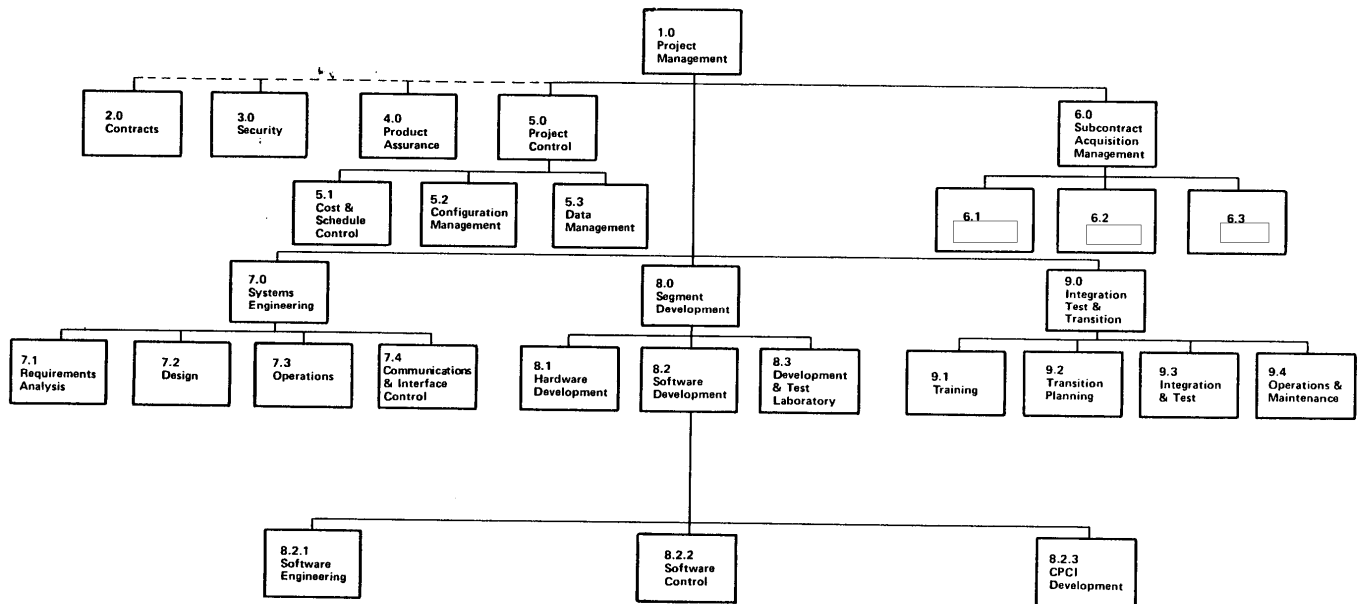 1.0
Project
Management
2.0
Contracts
3.0
Security
4.0
Product
Assurance
5.0
Project
Control
6.0
Subcontract
Acquisition
Management
5.1
Cost &
Schedule
Control
5.2
Configuration
Management
5.3
Data
Management
6.1
6.2
6.3
7.0
Systems
Engineering
8.0
Segment
Development
9.0
Integration
Test &
Transition
7.1
Requirements
Analysis
7.2
Design
7.3
Operations
7.4
Communications
& Interface
Control
8.1
Hardware
Development
8.2
Software
Development
8.3
Development
& Test
Laboratory
9.1
Training
9.2
Transition
Planning
9.3
Integration
& Test
9.4
Operations &
Maintenance
8.2.1
Software
Engineering
8.2.2
Software
Control
8.2.3
CPCI
Development